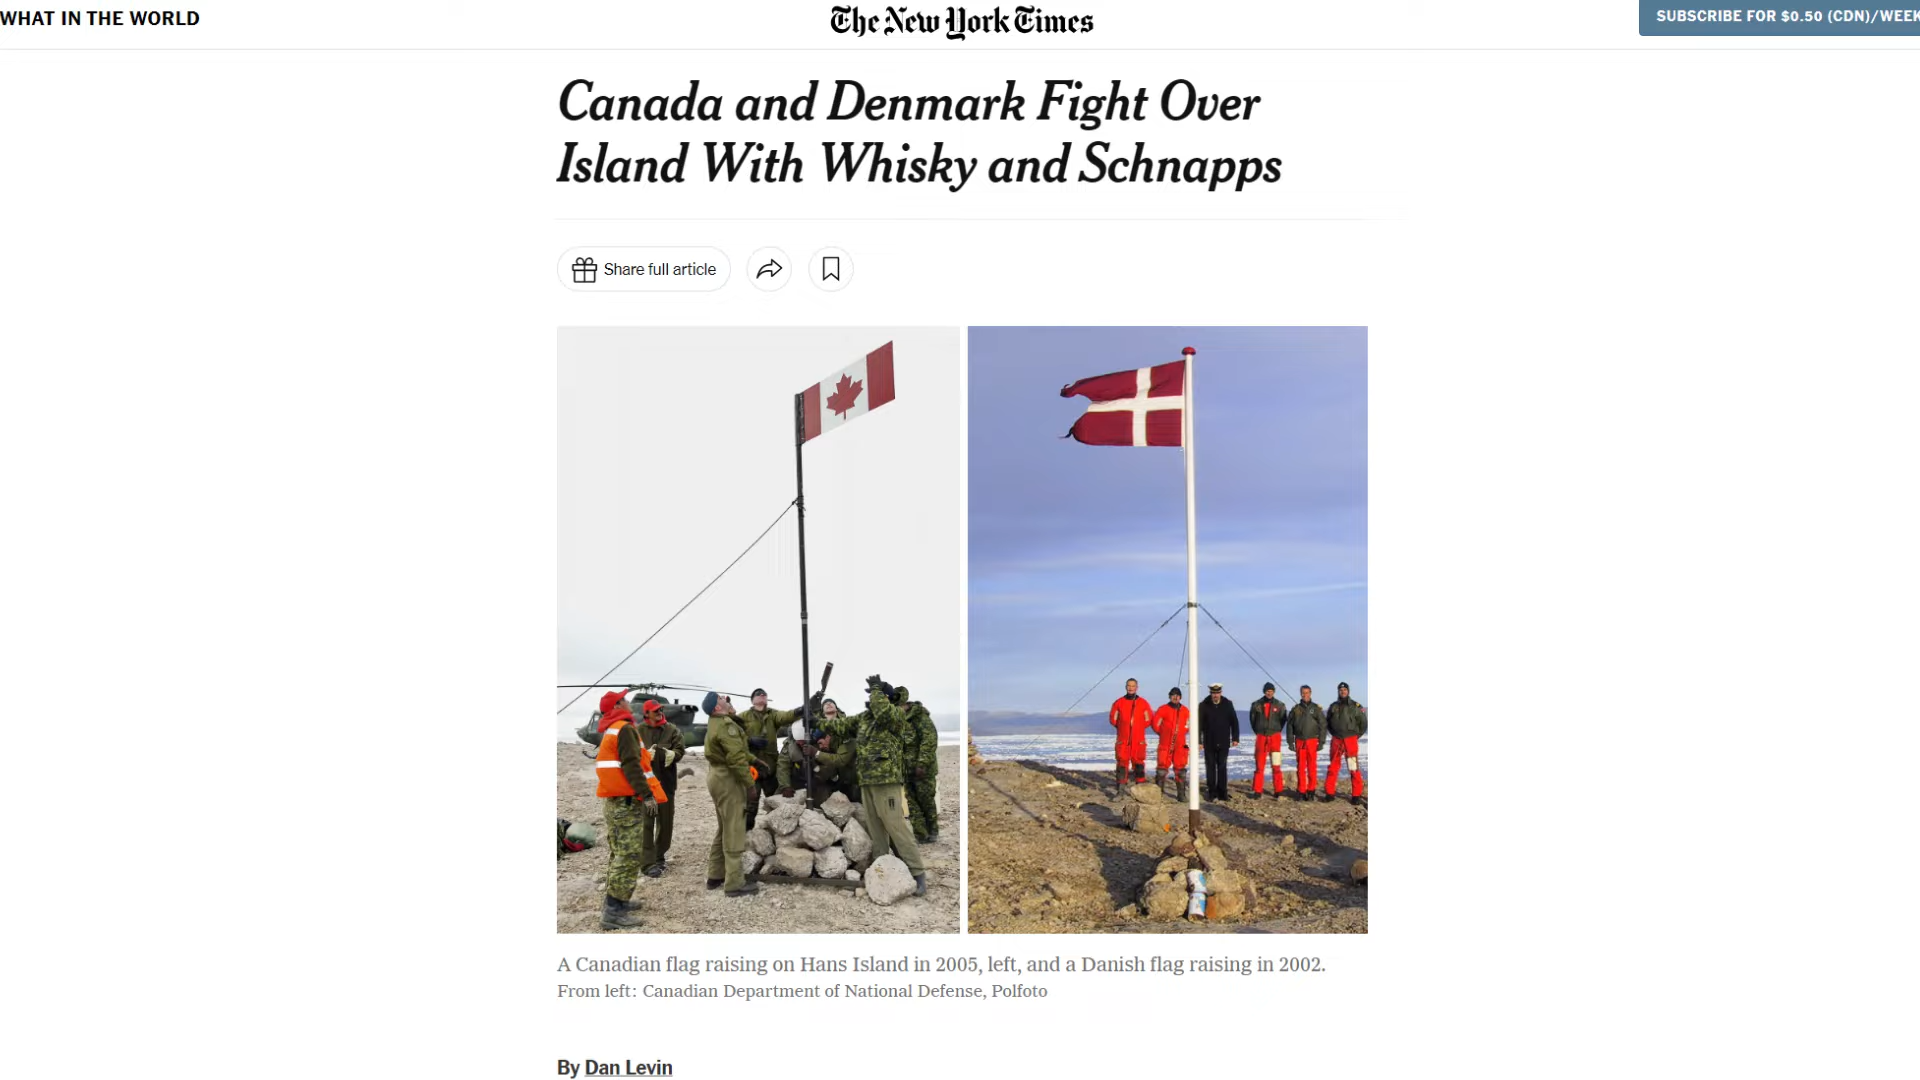 WHAT IN THE WORLD
The New York Times
SUBSCRIBE FOR $0.50 (CDN)/WEEK
Canada and Denmark Fight Over
Island With Whisky and Schnapps
Share full article
A Canadian flag raising on Hans Island in 2005, left, and a Danish flag raising in 2002.
From left: Canadian Department of National Defense, Polfoto
By Dan Levin